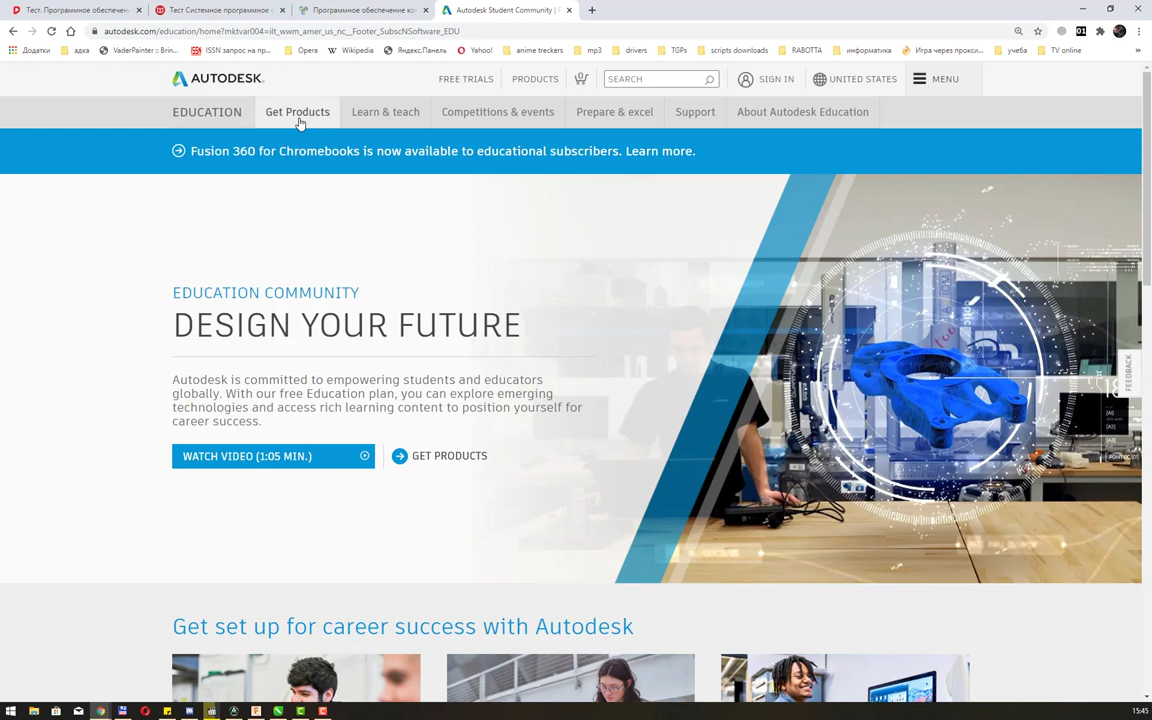 Тест. Программное обеспечен
Тест Системное программное
Программное обеспечение ко
Autodesk Student Community |
autodesk.com/education/home?mktvar004=ilt_wwm_amer_us_nc_Footer_SubscNSoftware_EDU
Додатки
адка
VaderPainter :: Brin...
ISSN запрос на пр...
Opera
Wikipedia
Яндекс.Панель
Yahoo!
anime treckers
mp3
drivers
TGPs
scripts downloads
RABOTTA
информатика
Игра через прокси...
учеба
TV online
AUTODESK.
FREE TRIALS
PRODUCTS
0
SEARCH
SIGN IN
UNITED STATES
MENU
EDUCATION
Get Products
Learn & teach
Competitions & events
Prepare & excel
Support
About Autodesk Education
Fusion 360 for Chromebooks is now available to educational subscribers. Learn more.
EDUCATION COMMUNITY
DESIGN YOUR FUTURE
Autodesk is committed to empowering students and educators
globally. With our free Education plan, you can explore emerging
technologies and access rich learning content to position yourself for
career success.
WATCH VIDEO (1:05 MIN.)
GET PRODUCTS
FEEDBACK
Get set up for career success with Autodesk
15:45